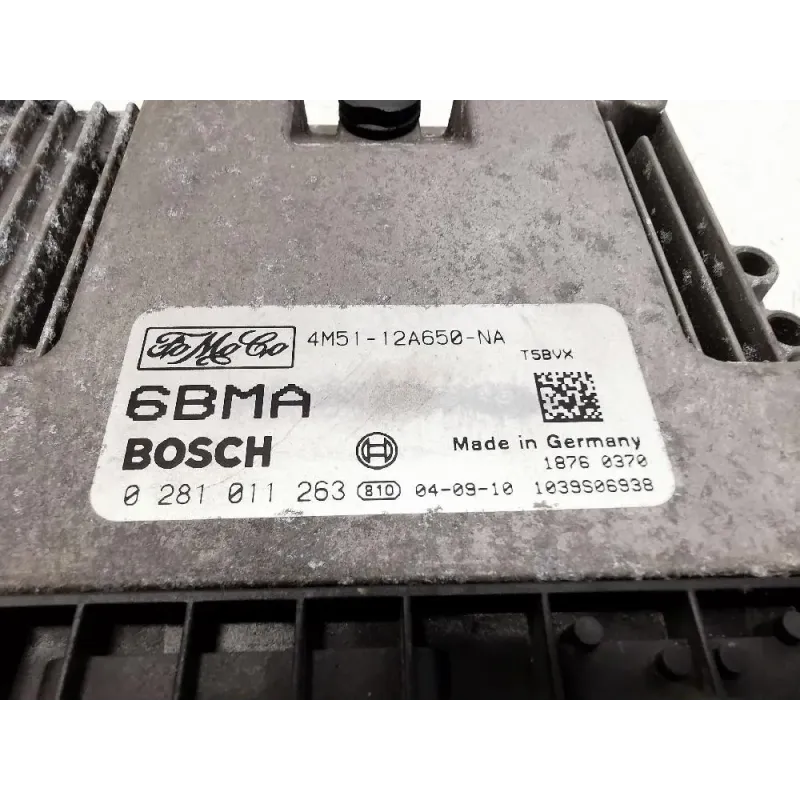 FoMoCo 4M51-12A650-NA
T5BVX
6BMA
BOSCH Made in Germany
1876 0370
0 281 011 263 810 04-09-10 1039S06938